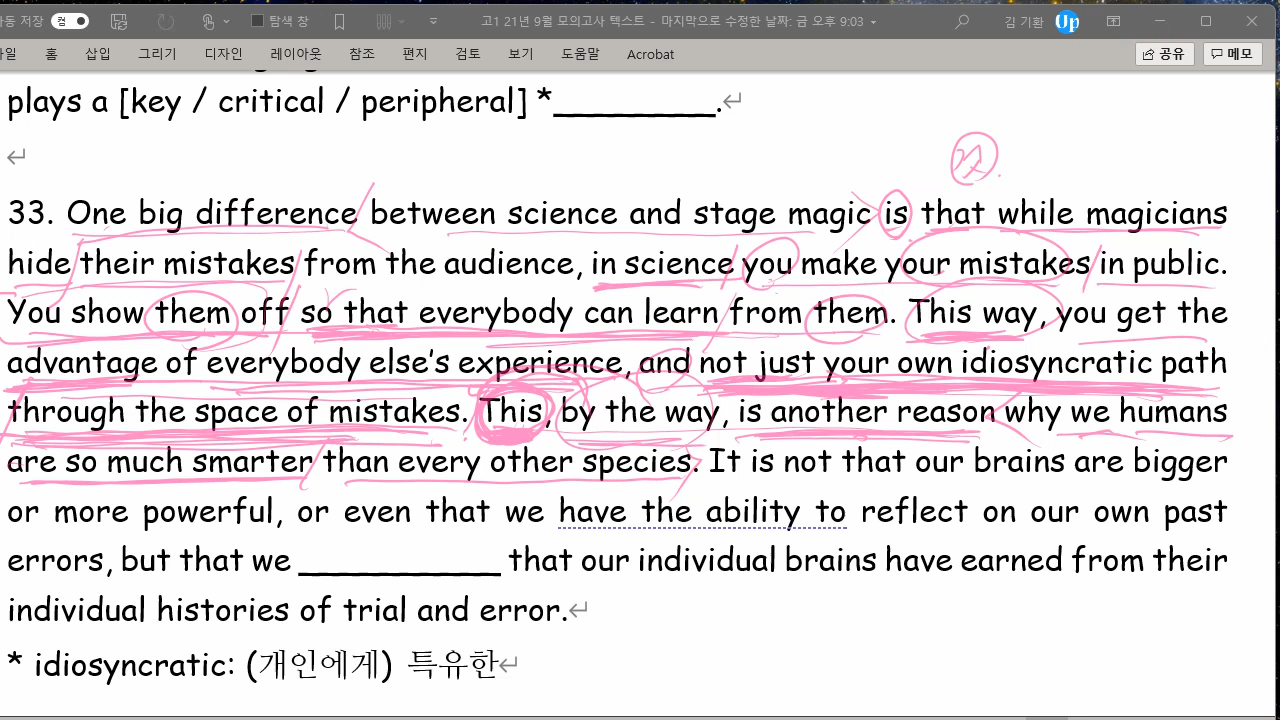 동 저장 컴 탐색 창 고1 21년 9월 모의고사 텍스트 - 마지막으로 수정한 날짜: 금 오후 9:03 김 기환 Up
일 홈 삽입 그리기 디자인 레이아웃 참조 편지 검토 보기 도움말 Acrobat 공유 메모
plays a [key / critical / peripheral] *__________.
33. One big difference between science and stage magic is that while magicians
hide their mistakes from the audience, in science you make your mistakes in public.
You show them off so that everybody can learn from them. This way, you get the
advantage of everybody else's experience, and not just your own idiosyncratic path
through the space of mistakes. This, by the way, is another reason why we humans
are so much smarter than every other species. It is not that our brains are bigger
or more powerful, or even that we have the ability to reflect on our own past
errors, but that we ____________ that our individual brains have earned from their
individual histories of trial and error.
* idiosyncratic: (개인에게) 특유한